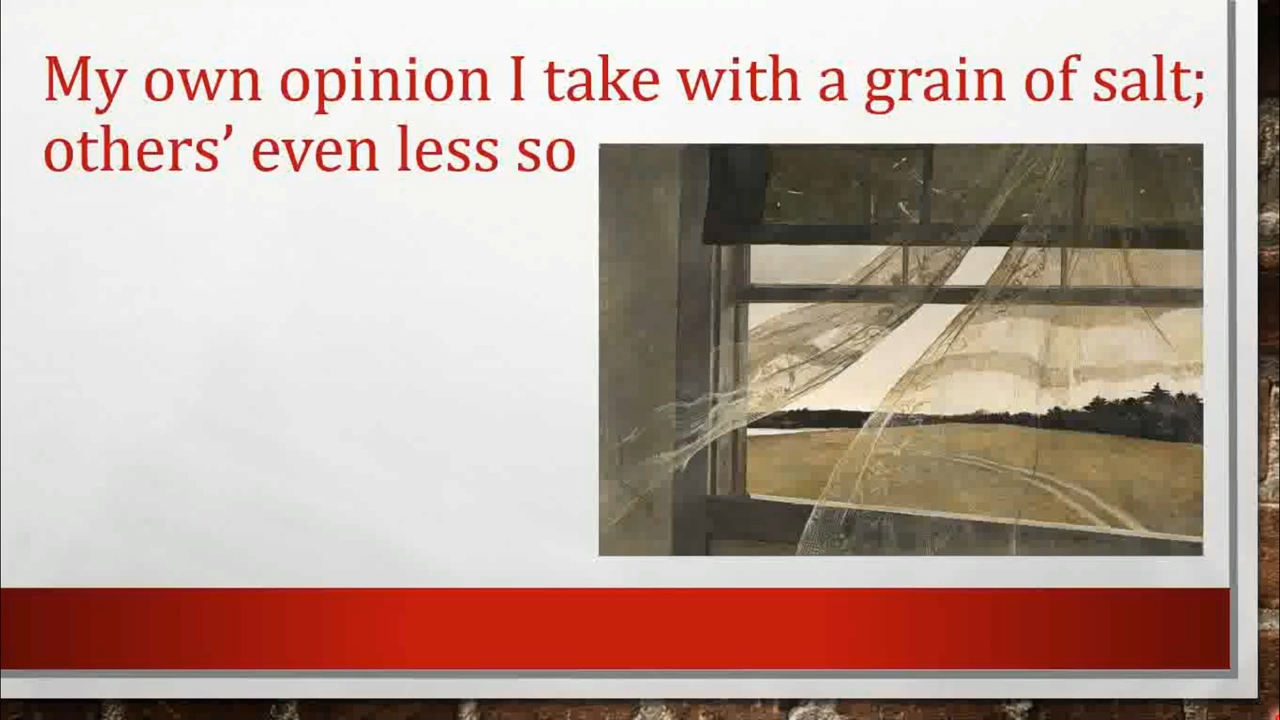 My own opinion I take with a grain of salt;
others’ even less so